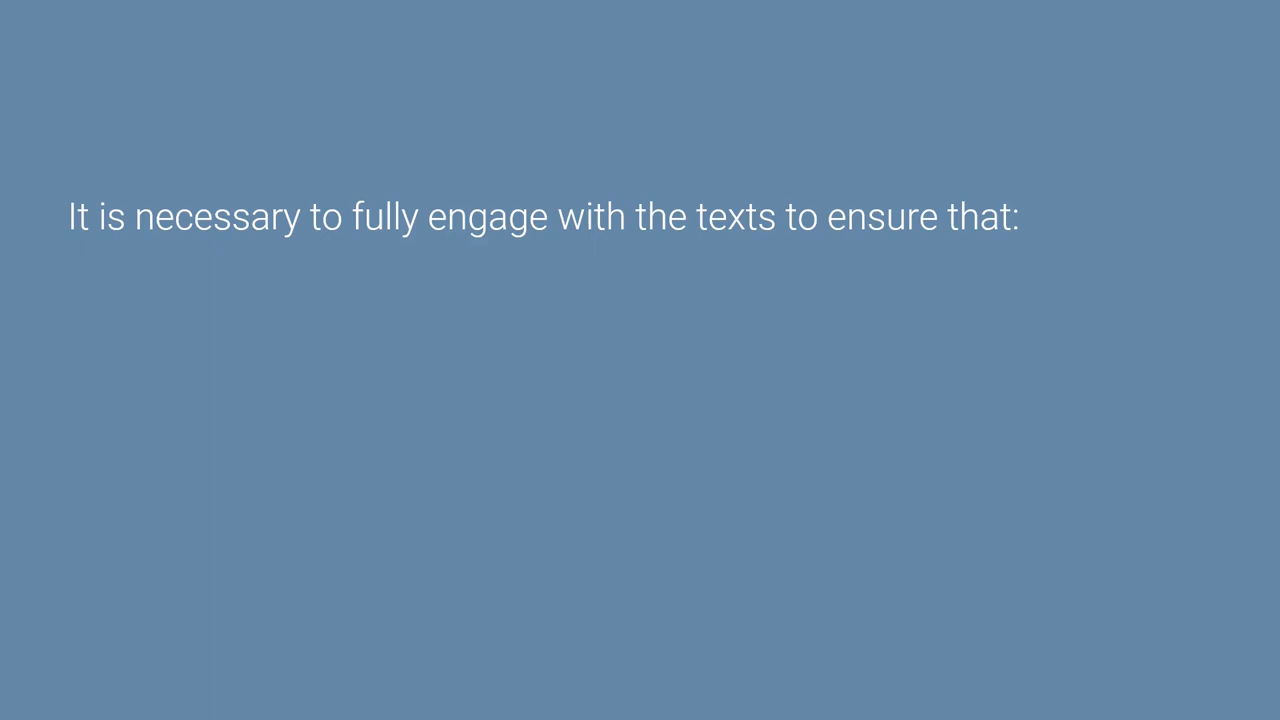 It is necessary to fully engage with the texts to ensure that: